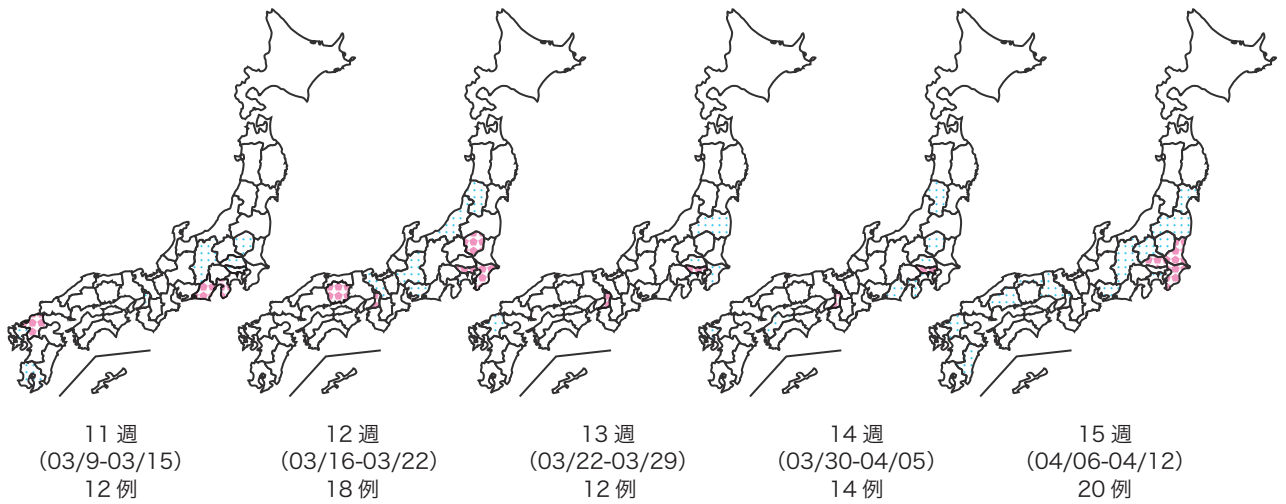 11 週
（03/9-03/15）
12 例
12 週
（03/16-03/22）
18 例
13 週
（03/22-03/29）
12 例
14 週
（03/30-04/05）
14 例
15 週
（04/06-04/12）
20 例